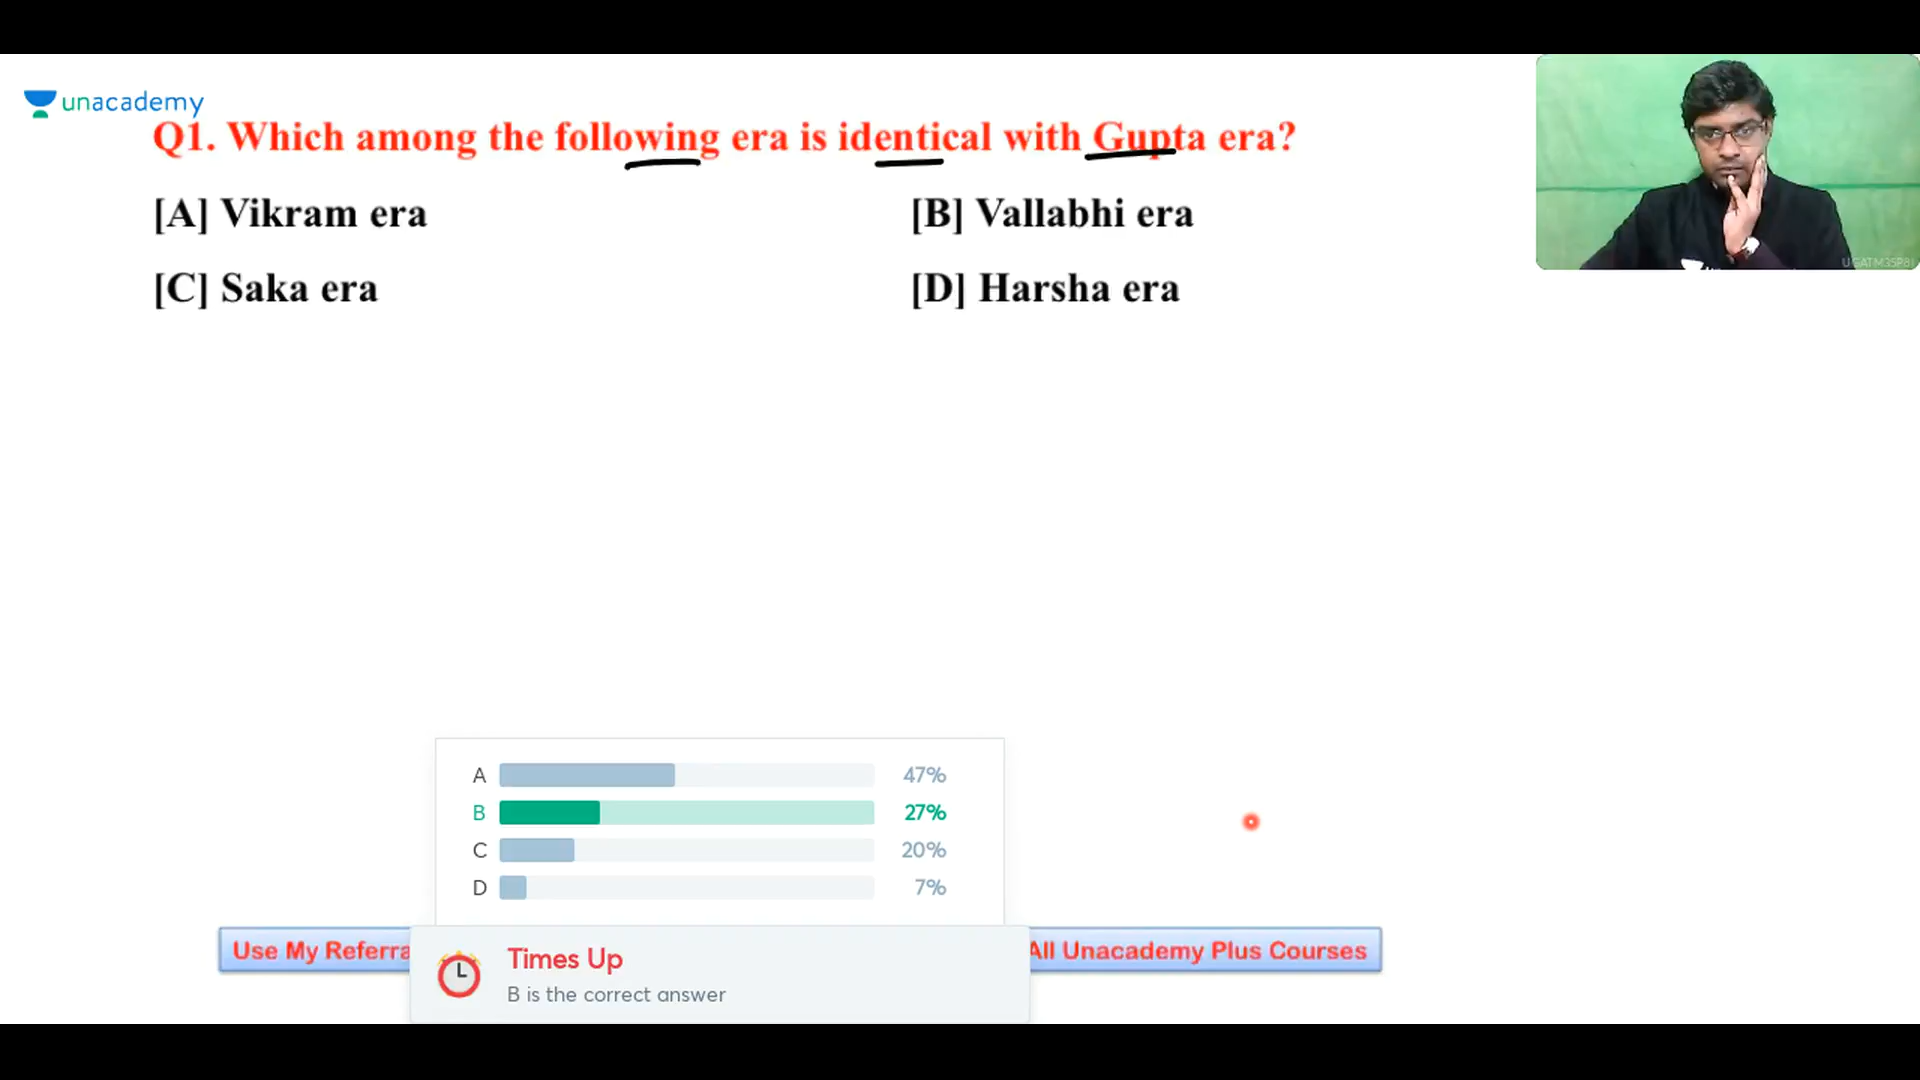 unacademy
Q1. Which among the following era is identical with Gupta era?
[A] Vikram era
[B] Vallabhi era
[C] Saka era
[D] Harsha era
UGATM3SP8I
A 47%
B 27%
C 20%
D 7%
Use My Referra
All Unacademy Plus Courses
Times Up
B is the correct answer